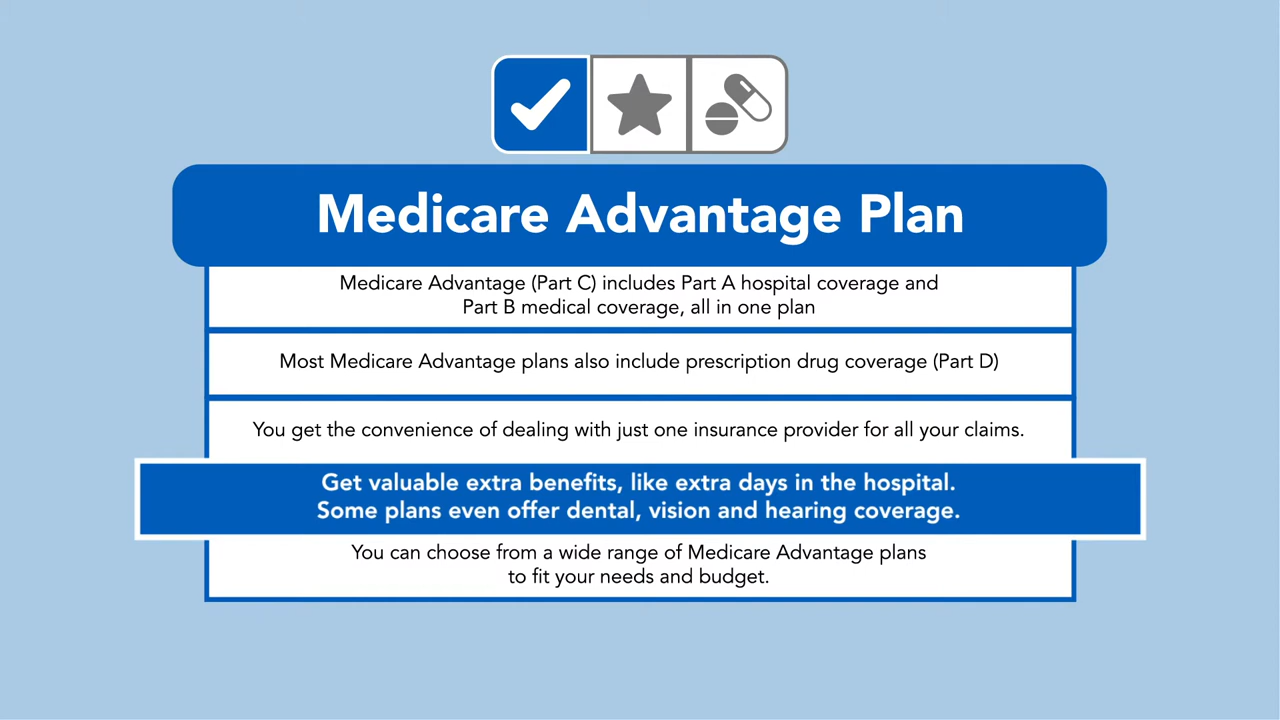 Medicare Advantage Plan
Medicare Advantage (Part C) includes Part A hospital coverage and
Part B medical coverage, all in one plan
Most Medicare Advantage plans also include prescription drug coverage (Part D)
You get the convenience of dealing with just one insurance provider for all your claims.
Get valuable extra benefits, like extra days in the hospital.
Some plans even offer dental, vision and hearing coverage.
You can choose from a wide range of Medicare Advantage plans
to fit your needs and budget.